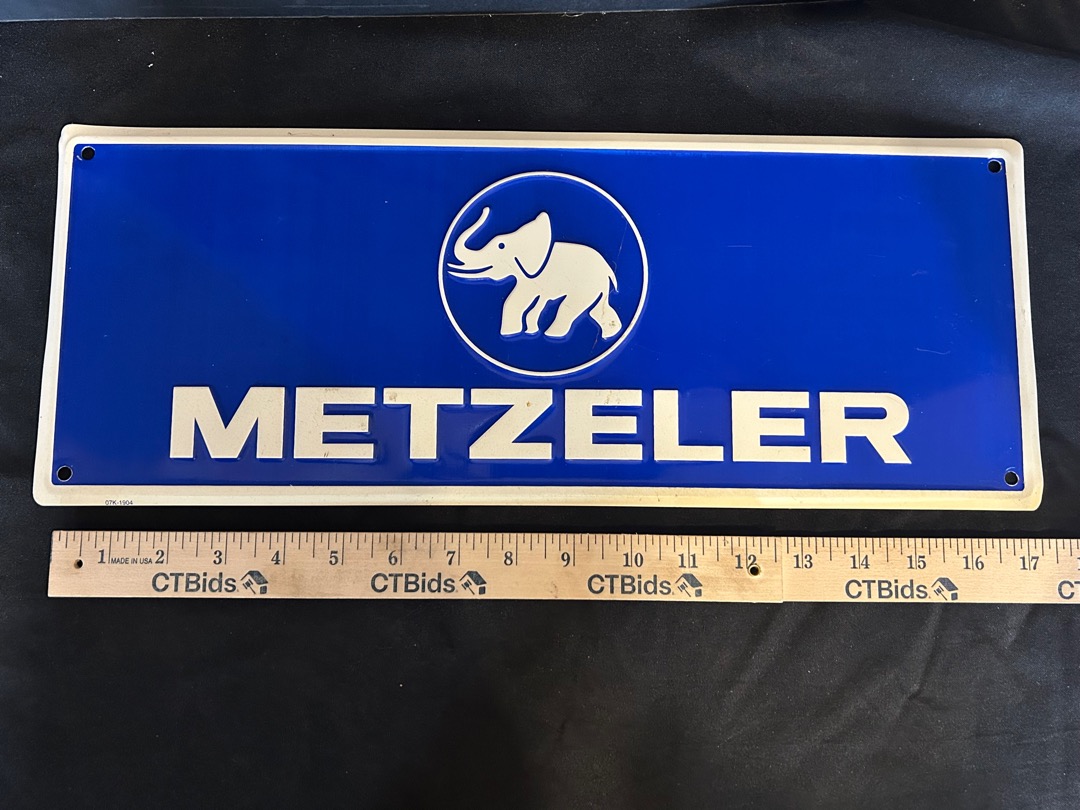 METZELER
07K-1904
1 MADE IN USA 2 3 4 5 6 7 8 9 10 11 12 13 14 15 16 17
CTBids CTBids CTBids CTBids CT